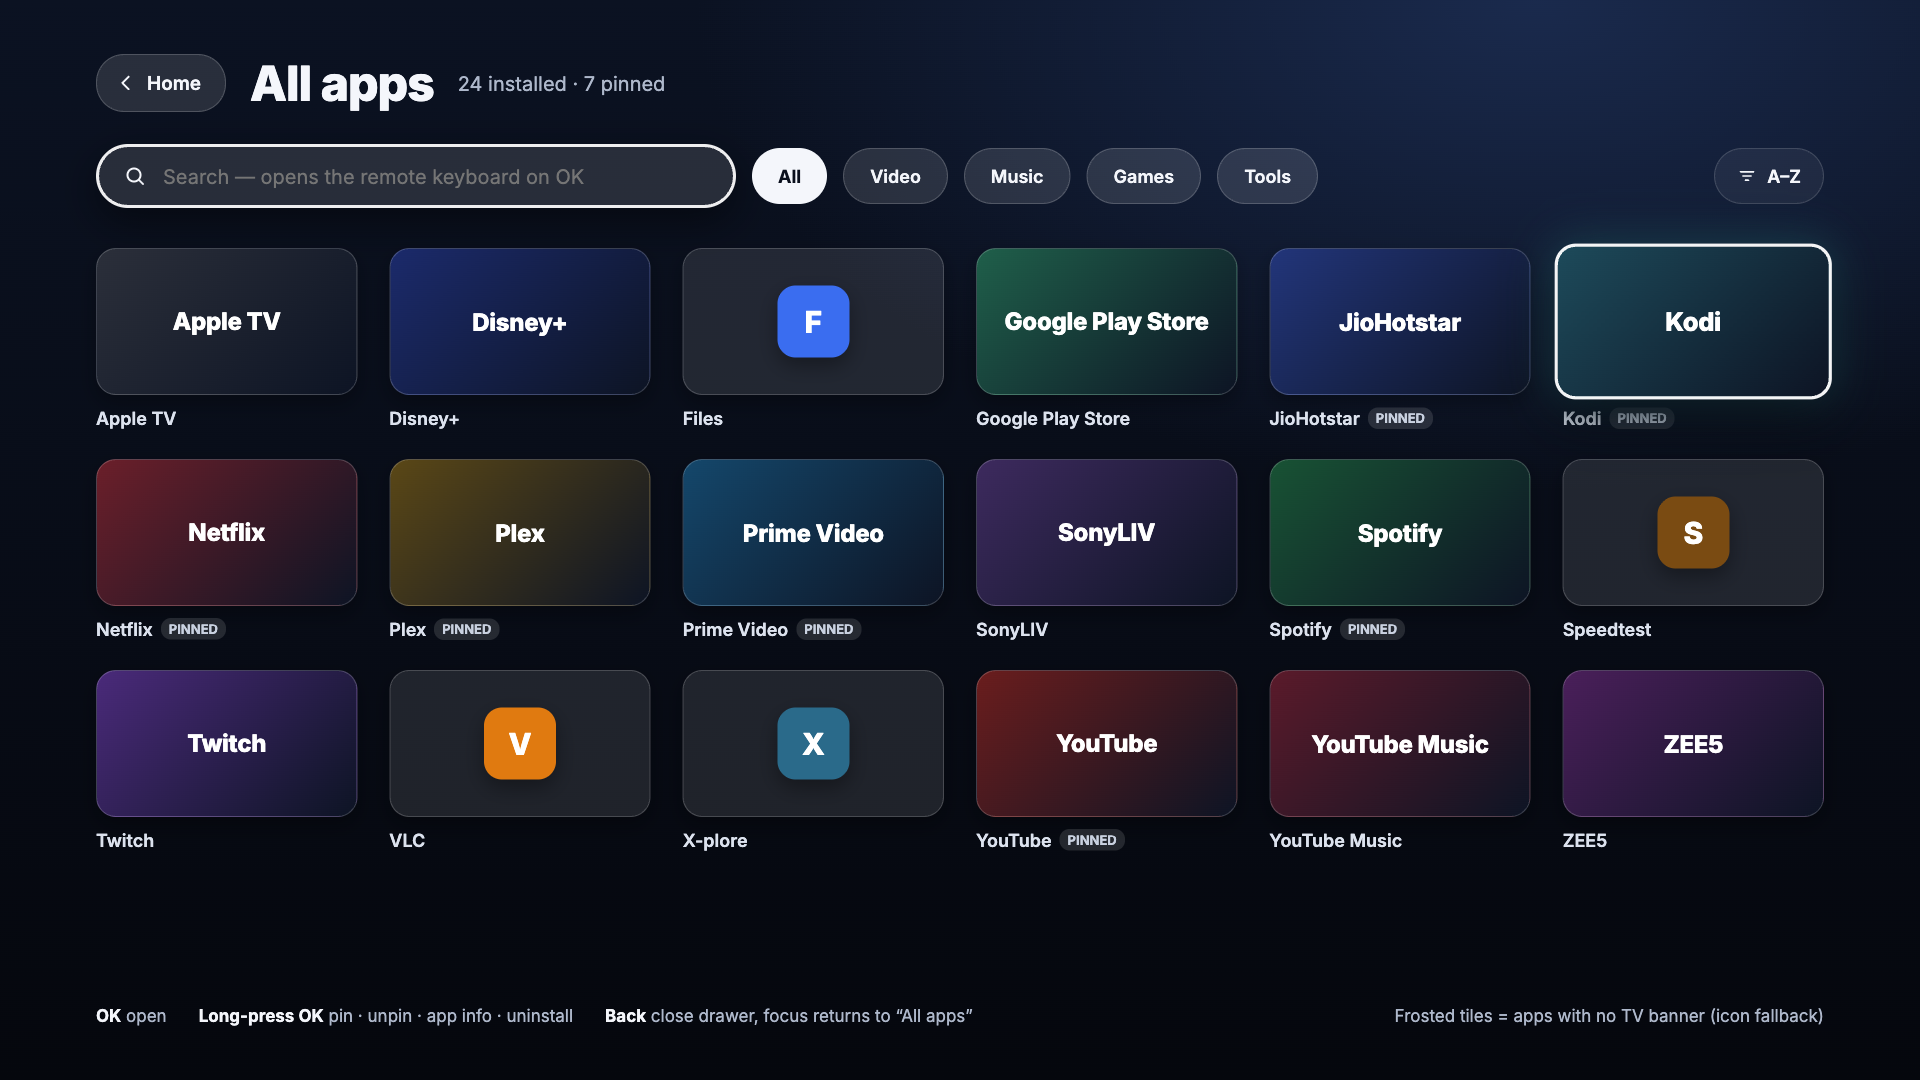 Home
All apps
24 installed · 7 pinned
Search — opens the remote keyboard on OK
All
Video
Music
Games
Tools
A–Z
Apple TV
Disney+
F
Google Play Store
JioHotstar
Kodi
Apple TV
Disney+
Files
Google Play Store
JioHotstar PINNED
Kodi PINNED
Netflix
Plex
Prime Video
SonyLIV
Spotify
S
Netflix PINNED
Plex PINNED
Prime Video PINNED
SonyLIV
Spotify PINNED
Speedtest
Twitch
V
X
YouTube
YouTube Music
ZEE5
Twitch
VLC
X-plore
YouTube PINNED
YouTube Music
ZEE5
OK open
Long-press OK pin · unpin · app info · uninstall
Back close drawer, focus returns to “All apps”
Frosted tiles = apps with no TV banner (icon fallback)